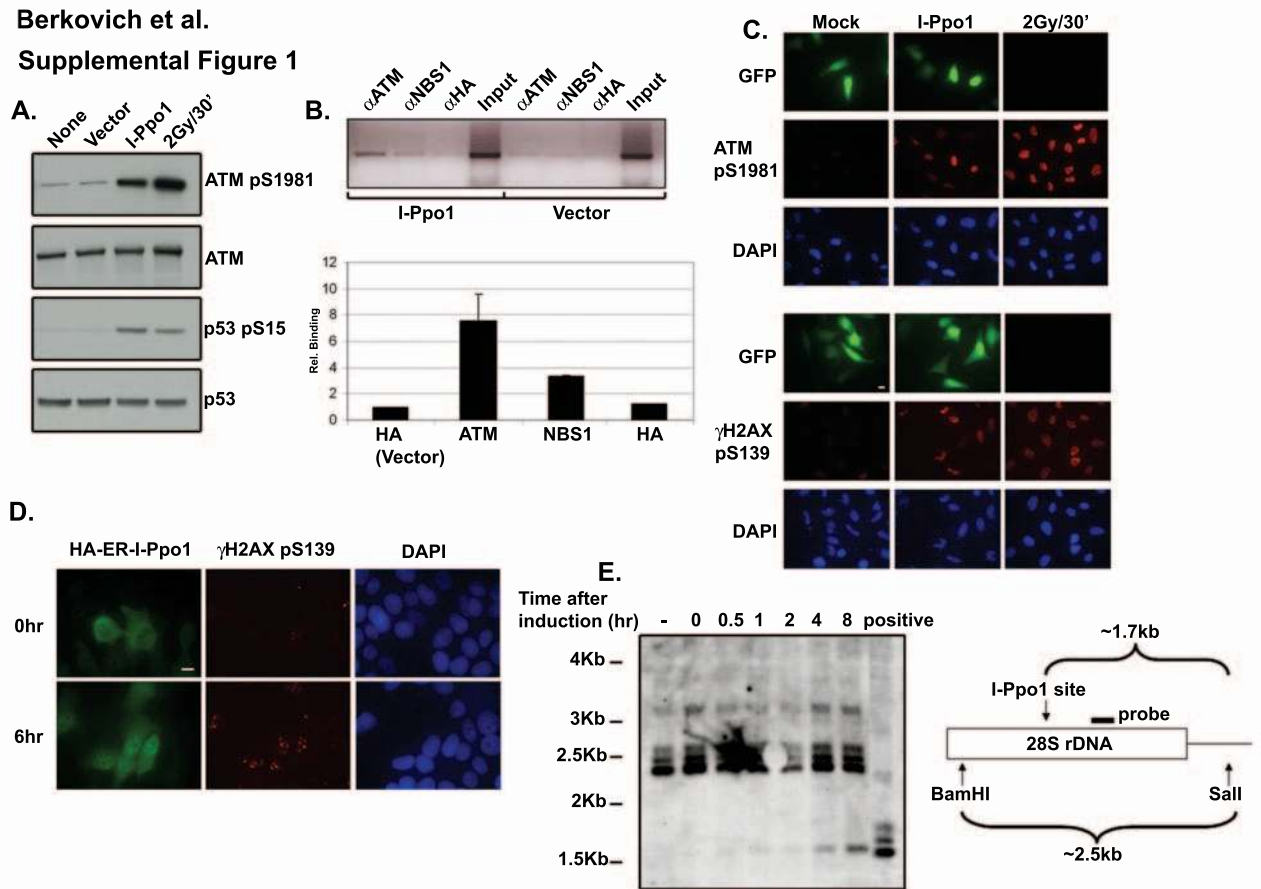 Berkovich et al.
Supplemental Figure 1
A.
None Vector I-Ppo1 2Gy/30’
ATM pS1981
ATM
p53 pS15
p53
B.
αATM αNBS1 αHA Input αATM αNBS1 αHA Input
I-Ppo1 Vector
12
10
8
6
4
2
0
Rel. Binding
HA ATM NBS1 HA
(Vector)
C.
Mock I-Ppo1 2Gy/30’
GFP
ATM
pS1981
DAPI
GFP
γH2AX
pS139
DAPI
D.
HA-ER-I-Ppo1 γH2AX pS139 DAPI
0hr
6hr
E.
Time after
induction (hr) - 0 0.5 1 2 4 8 positive
4Kb
3Kb
2.5Kb
2Kb
1.5Kb
~1.7kb
I-Ppo1 site
probe
28S rDNA
BamHI SalI
~2.5kb